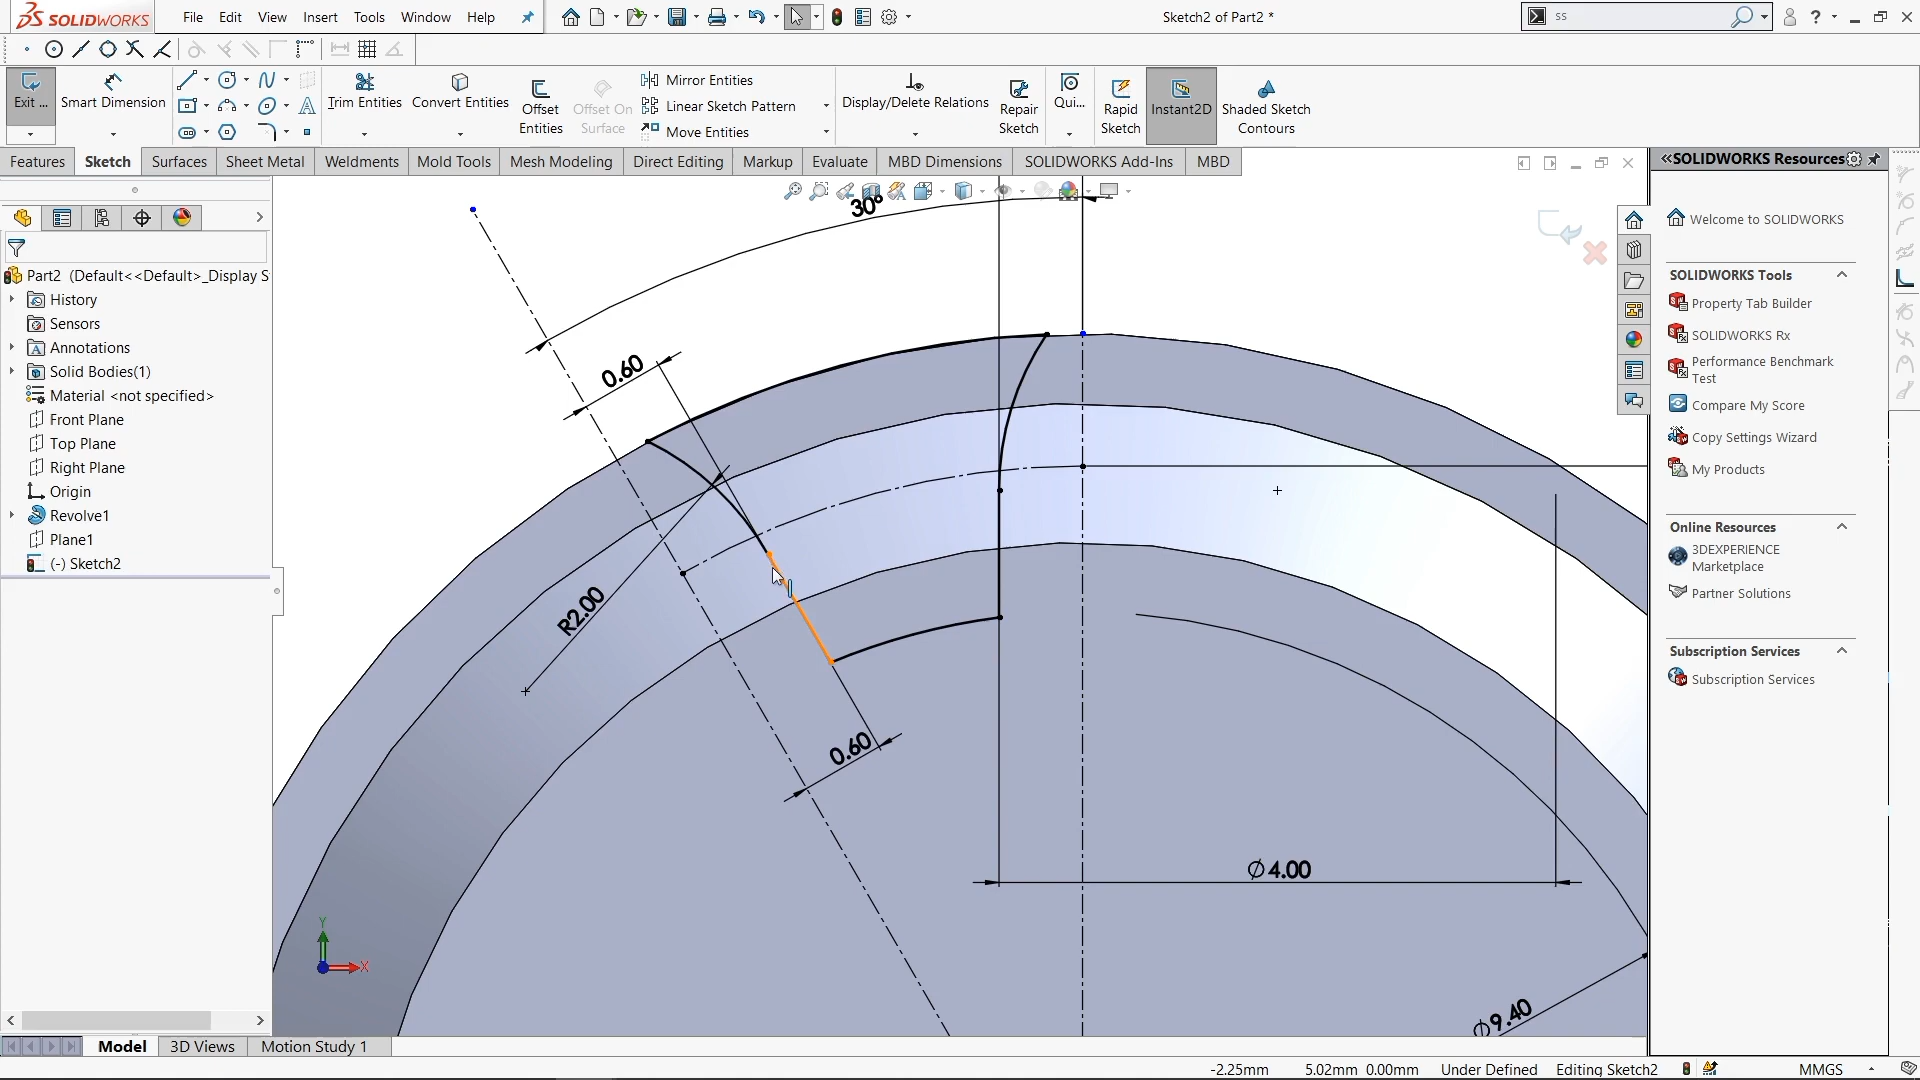 SOLIDWORKS File Edit View Insert Tools Window Help Sketch2 of Part2 * ss ?
Exit ... Smart Dimension Trim Entities Convert Entities Offset Entities Offset On Surface Mirror Entities Display/Delete Relations Repair Sketch Qui... Rapid Sketch Instant2D Shaded Sketch Contours
Linear Sketch Pattern
Move Entities
Features Sketch Surfaces Sheet Metal Weldments Mold Tools Mesh Modeling Direct Editing Markup Evaluate MBD Dimensions SOLIDWORKS Add-Ins MBD
SOLIDWORKS Resources
Part2 (Default<<Default>_Display S
History
Sensors
Annotations
Solid Bodies(1)
Material <not specified>
Front Plane
Top Plane
Right Plane
Origin
Revolve1
Plane1
(-) Sketch2
30°
0.60
R2.00
0.60
∅4.00
∅9.40
Y
X
Welcome to SOLIDWORKS
SOLIDWORKS Tools
Property Tab Builder
SOLIDWORKS Rx
Performance Benchmark
Test
Compare My Score
Copy Settings Wizard
My Products
Online Resources
3DEXPERIENCE
Marketplace
Partner Solutions
Subscription Services
Subscription Services
Model 3D Views Motion Study 1
-2.25mm 5.02mm 0.00mm Under Defined Editing Sketch2 MMGS